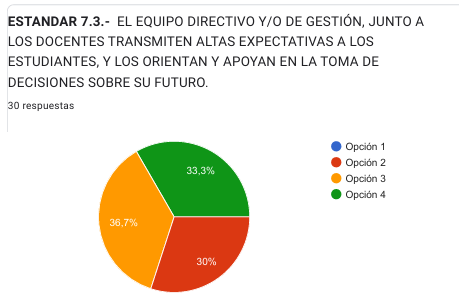 ESTANDAR 7.3.- EL EQUIPO DIRECTIVO Y/O DE GESTIÓN, JUNTO A
LOS DOCENTES TRANSMITEN ALTAS EXPECTATIVAS A LOS
ESTUDIANTES, Y LOS ORIENTAN Y APOYAN EN LA TOMA DE
DECISIONES SOBRE SU FUTURO.
30 respuestas
Opción 1
Opción 2
Opción 3
Opción 4
33,3%
36,7%
30%